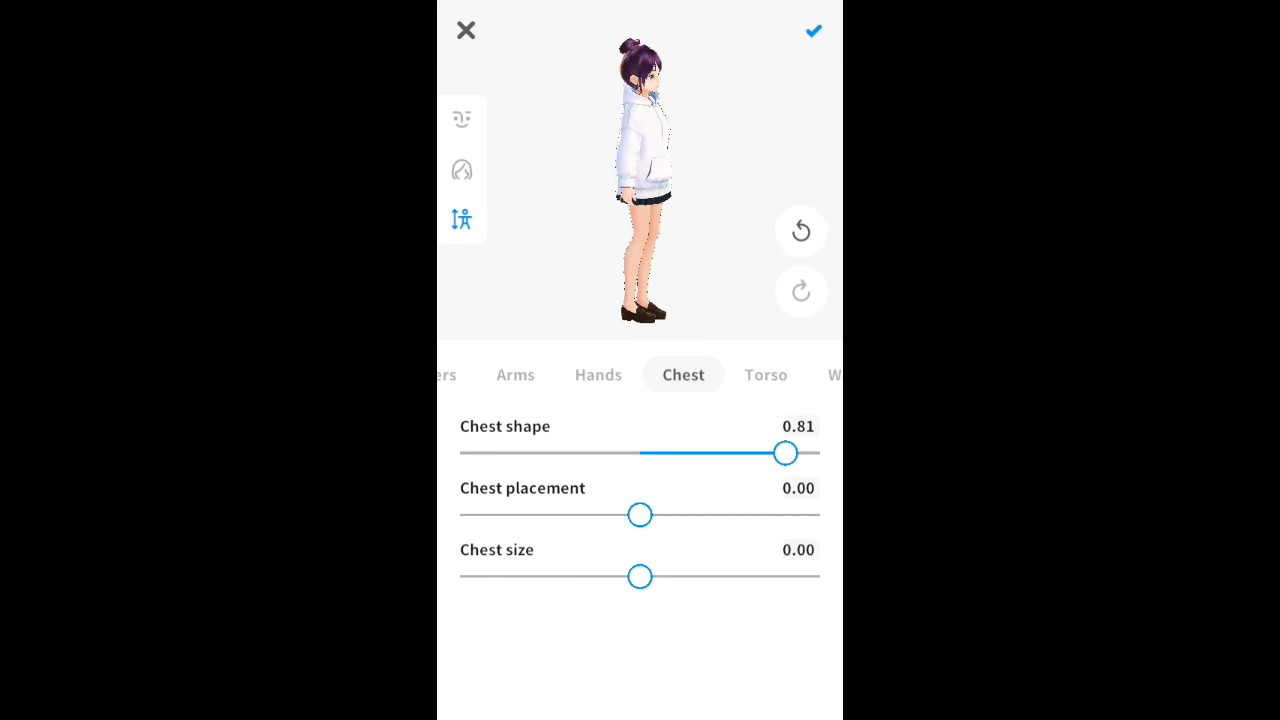 ers Arms Hands Chest Torso W
Chest shape 0.81
Chest placement 0.00
Chest size 0.00